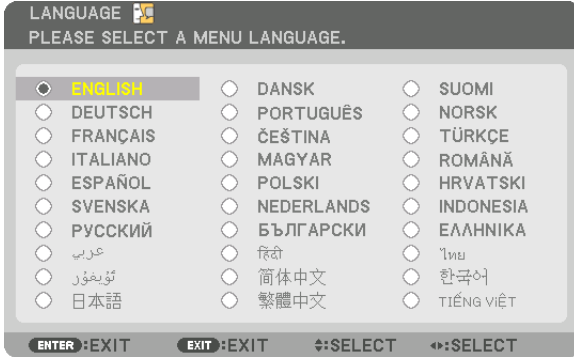 LANGUAGE
PLEASE SELECT A MENU LANGUAGE.
ENGLISH DANSK SUOMI
DEUTSCH PORTUGUÊS NORSK
FRANÇAIS ČEŠTINA TÜRKÇE
ITALIANO MAGYAR ROMÂNĂ
ESPAÑOL POLSKI HRVATSKI
SVENSKA NEDERLANDS INDONESIA
РУССКИЙ БЪЛГАРСКИ ΕΛΛΗΝΙΚΑ
عربي हिंदी ไทย
ئۇيغۇر 简体中文 한국어
日本語 繁體中文 TIẾNG VIỆT
ENTER :EXIT EXIT :EXIT :SELECT :SELECT